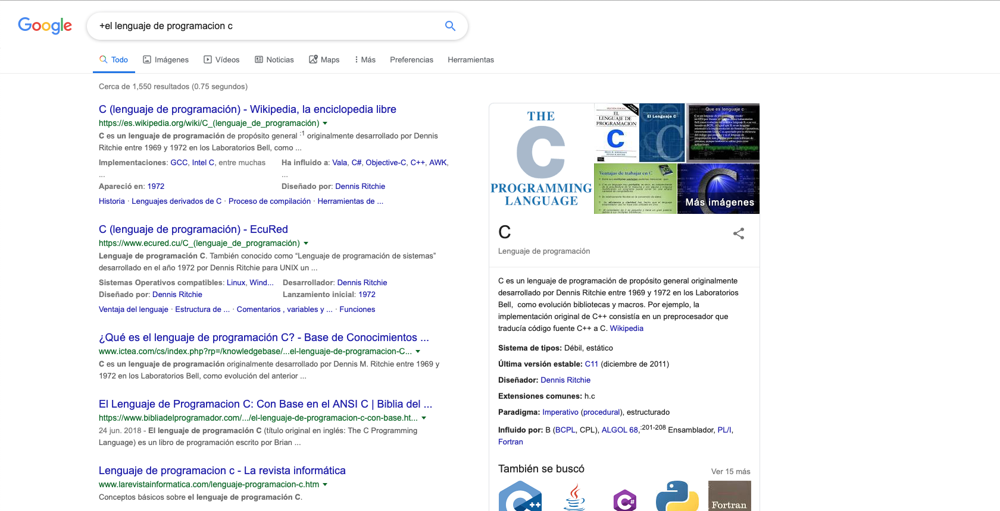 Google
+el lenguaje de programacion c
Todo Imágenes Vídeos Noticias Maps Más Preferencias Herramientas
Cerca de 1,550 resultados (0.75 segundos)
C (lenguaje de programación) - Wikipedia, la enciclopedia libre
https://es.wikipedia.org/wiki/C_(lenguaje_de_programación)
C es un lenguaje de programación de propósito general :1 originalmente desarrollado por Dennis
Ritchie entre 1969 y 1972 en los Laboratorios Bell, como ...
Implementaciones: GCC, Intel C, entre muchas ...
Ha influido a: Vala, C#, Objective-C, C++, AWK, ...
Apareció en: 1972
Diseñado por: Dennis Ritchie
Historia · Lenguajes derivados de C · Proceso de compilación · Herramientas de ...
C (lenguaje de programación) - EcuRed
https://www.ecured.cu/C_(lenguaje_de_programación)
Lenguaje de programación C. También conocido como “Lenguaje de programación de sistemas”
desarrollado en el año 1972 por Dennis Ritchie para UNIX un ...
Sistemas Operativos compatibles: Linux, Wind...
Desarrollador: Dennis Ritchie
Diseñado por: Dennis Ritchie
Lanzamiento inicial: 1972
Ventaja del lenguaje · Estructura de ... · Comentarios , variables y ... · Funciones
¿Qué es el lenguaje de programación C? - Base de Conocimientos ...
www.ictea.com/cs/index.php?rp=/knowledgebase/...el-lenguaje-de-programacion-C...
C es un lenguaje de programación originalmente desarrollado por Dennis M. Ritchie entre 1969 y
1972 en los Laboratorios Bell, como evolución del anterior ...
El Lenguaje de Programacion C: Con Base en el ANSI C | Biblia del ...
https://www.bibliadelprogramador.com/.../el-lenguaje-de-programacion-c-con-base.ht...
24 jun. 2018 - El lenguaje de programación C (título original en inglés: The C Programming
Language) es un libro de programación escrito por Brian ...
Lenguaje de programacion c - La revista informática
www.larevistainformatica.com/lenguaje-programacion-c.htm
Conceptos básicos sobre el lenguaje de programación C.
THE
C
PROGRAMMING
LANGUAGE
EL
LENGUAJE DE
PROGRAMACION
C
El Lenguaje C
C
Que es lenguaje c
Ventajas de trabajar en C
Más imágenes
C
Lenguaje de programación
C es un lenguaje de programación de propósito general originalmente
desarrollado por Dennis Ritchie entre 1969 y 1972 en los Laboratorios
Bell, como evolución bibliotecas y macros. Por ejemplo, la
implementación original de C++ consistía en un preprocesador que
traducía código fuente C++ a C. Wikipedia
Sistema de tipos: Débil, estático
Última versión estable: C11 (diciembre de 2011)
Diseñador: Dennis Ritchie
Extensiones comunes: h.c
Paradigma: Imperativo (procedural), estructurado
Influido por: B (BCPL, CPL), ALGOL 68,:201-208 Ensamblador, PL/I,
Fortran
También se buscó
Ver 15 más
C++
C#
Fortran